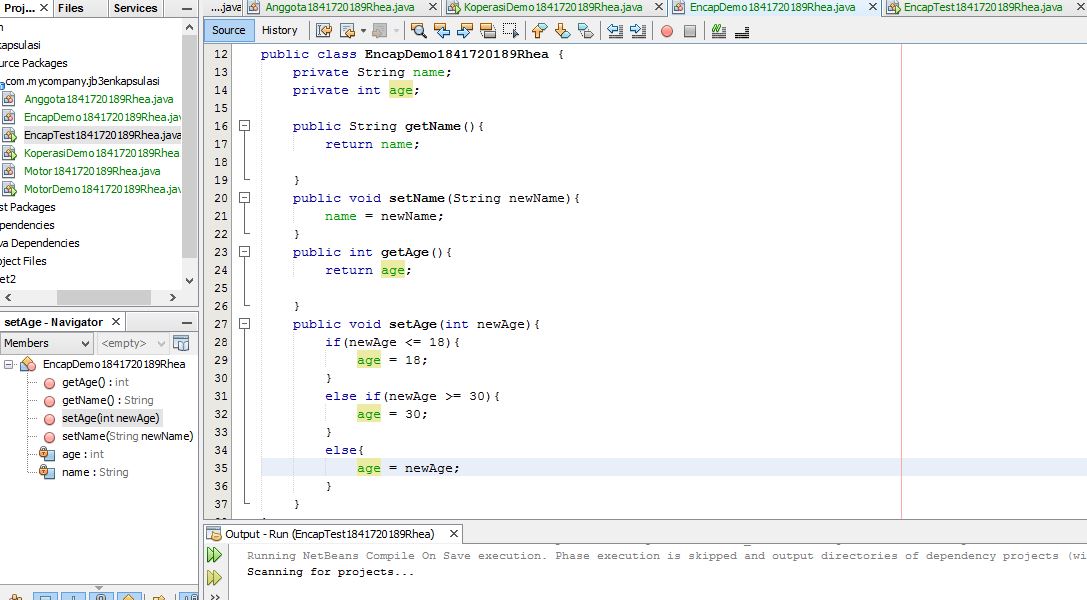 Proj... × Files Services
....java Anggota1841720189Rhea.java × KoperasiDemo1841720189Rhea.java × EncapDemo1841720189Rhea.java × EncapTest1841720189Rhea.java ×
Source History
kapsulasi
urce Packages
com.mycompany.jb3enkapsulasi
Anggota1841720189Rhea.java
EncapDemo1841720189Rhea.java
EncapTest1841720189Rhea.java
KoperasiDemo1841720189Rhea
Motor1841720189Rhea.java
MotorDemo1841720189Rhea.jav
st Packages
pendencies
va Dependencies
oject Files
et2
setAge - Navigator ×
Members <empty>
EncapDemo1841720189Rhea
getAge() : int
getName() : String
setAge(int newAge)
setName(String newName)
age : int
name : String
12 public class EncapDemo1841720189Rhea {
13 private String name;
14 private int age;
15
16 public String getName(){
17 return name;
18
19 }
20 public void setName(String newName){
21 name = newName;
22 }
23 public int getAge(){
24 return age;
25
26 }
27 public void setAge(int newAge){
28 if(newAge <= 18){
29 age = 18;
30 }
31 else if(newAge >= 30){
32 age = 30;
33 }
34 else{
35 age = newAge;
36 }
37 }
Output - Run (EncapTest1841720189Rhea) ×
Running NetBeans Compile On Save execution. Phase execution is skipped and output directories of dependency projects (wi
Scanning for projects...